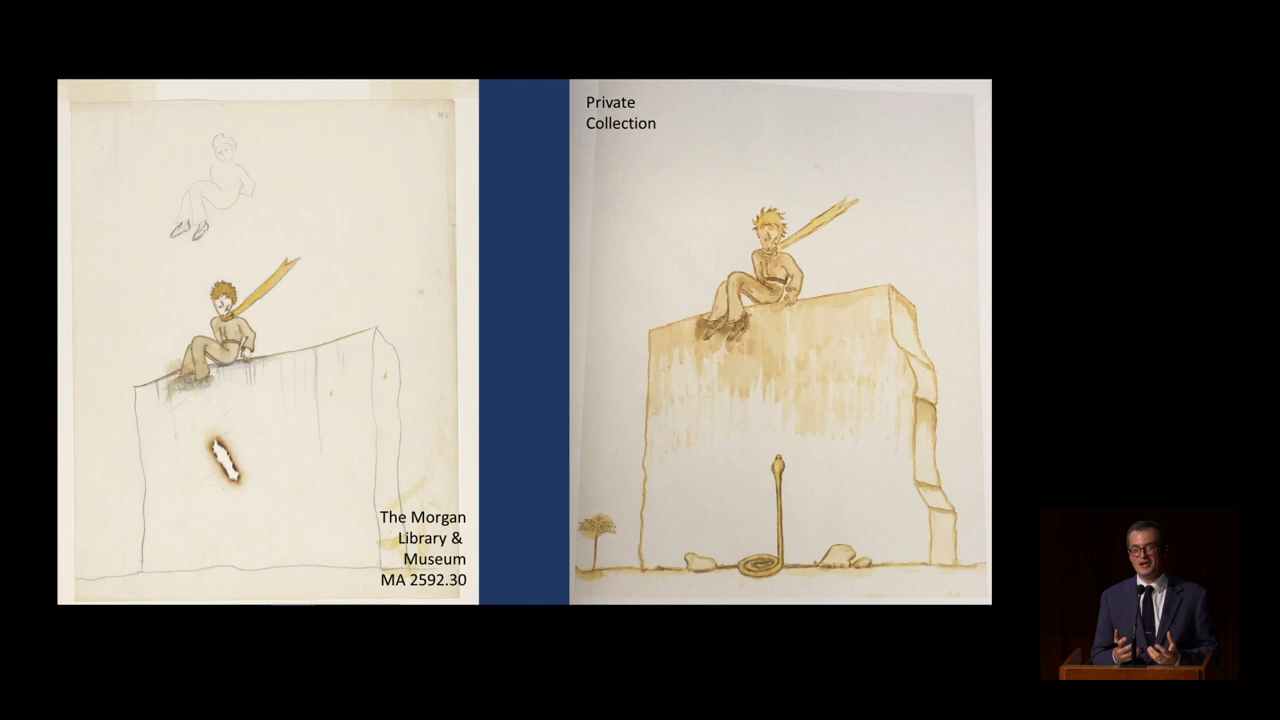 Private
Collection
The Morgan
Library &
Museum
MA 2592.30